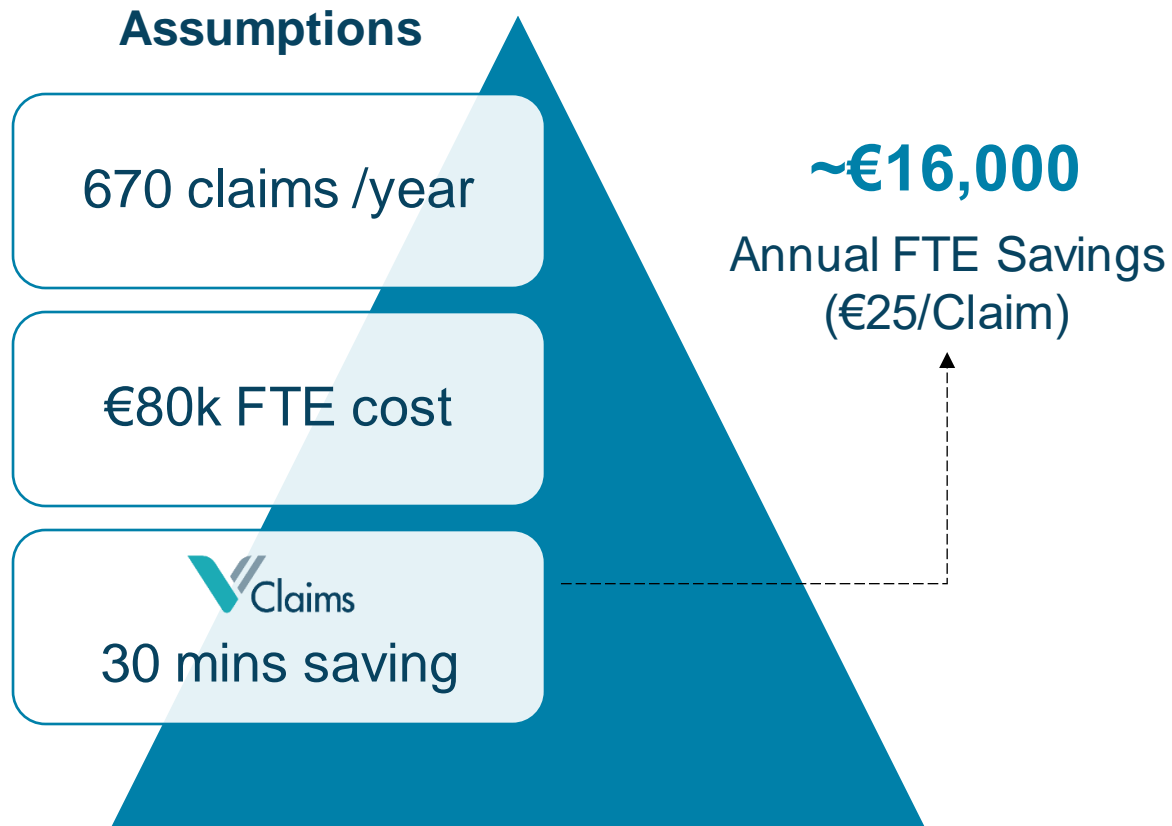 Assumptions
670 claims /year
€80k FTE cost
Claims
30 mins saving
~€16,000
Annual FTE Savings
(€25/Claim)